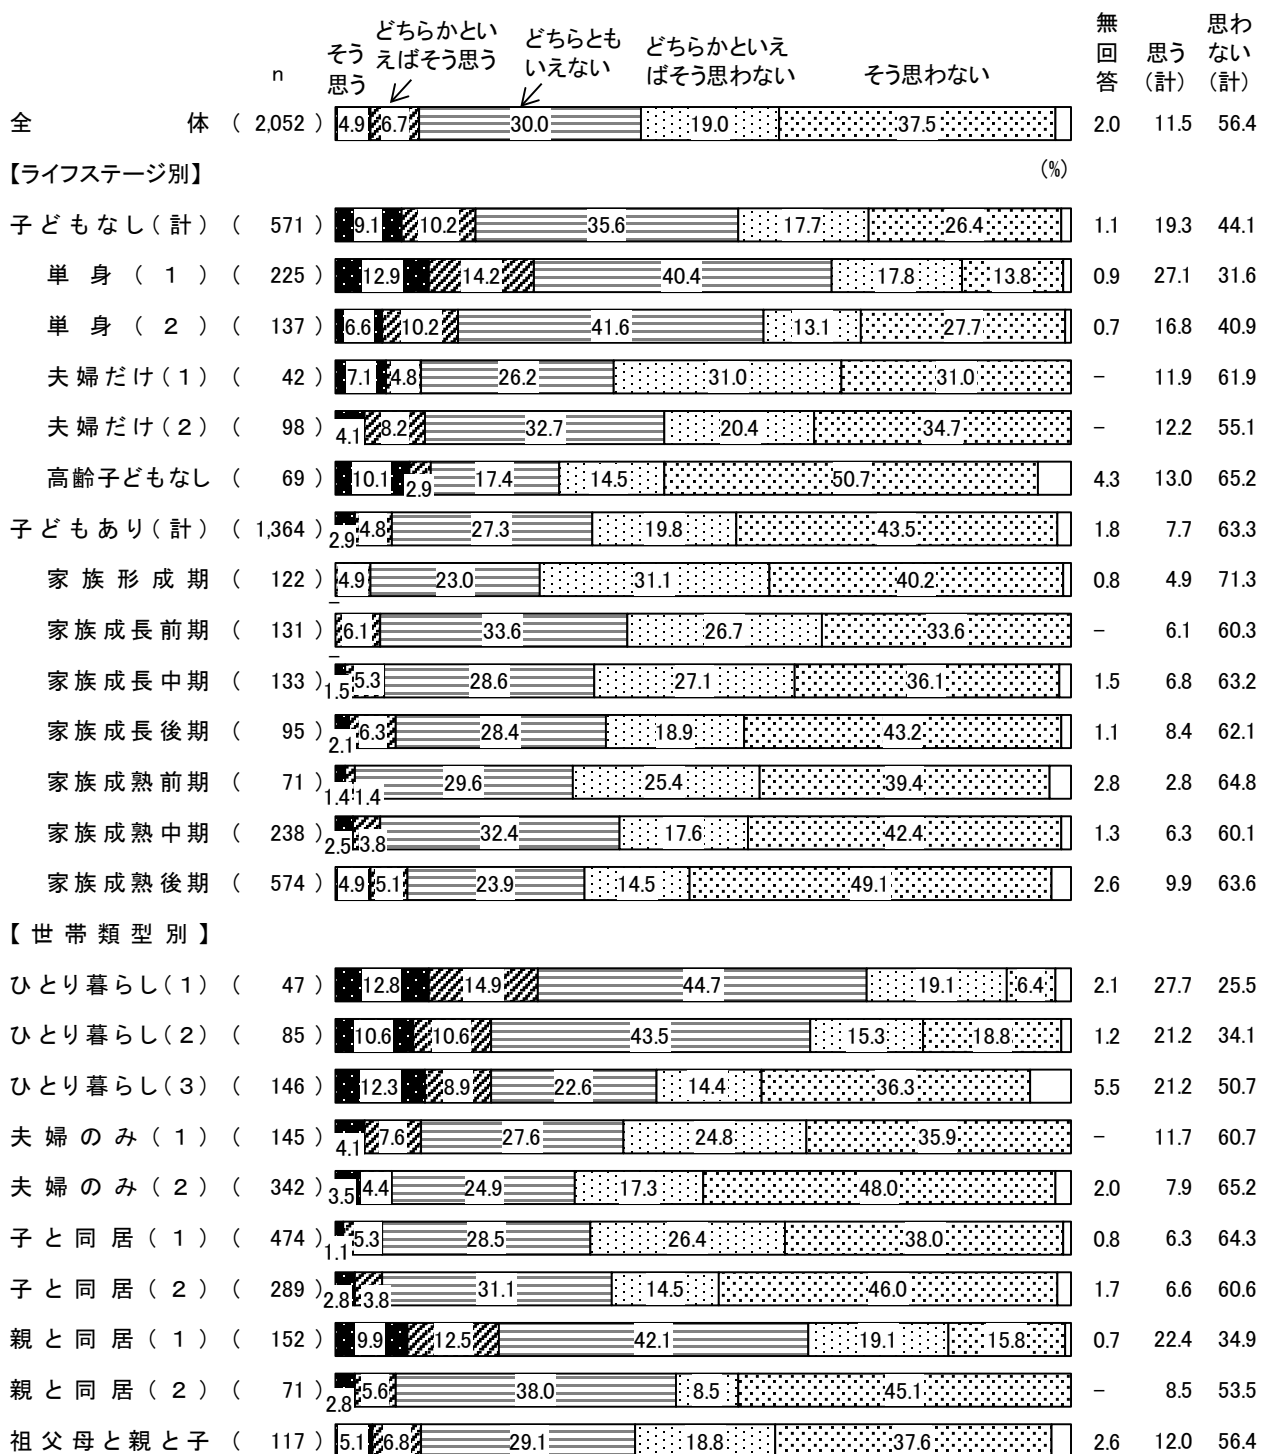 そう思う
どちらかといえばそう思う
どちらともいえない
どちらかといえばそう思わない
そう思わない
無回答
思う（計）
思わない（計）
n
全体 ( 2,052 ) 4.9 6.7 30.0 19.0 37.5 2.0 11.5 56.4
【ライフステージ別】 (%)
子どもなし(計) ( 571 ) 9.1 10.2 35.6 17.7 26.4 1.1 19.3 44.1
単身(1) ( 225 ) 12.9 14.2 40.4 17.8 13.8 0.9 27.1 31.6
単身(2) ( 137 ) 6.6 10.2 41.6 13.1 27.7 0.7 16.8 40.9
夫婦だけ(1) ( 42 ) 7.1 4.8 26.2 31.0 31.0 － 11.9 61.9
夫婦だけ(2) ( 98 ) 4.1 8.2 32.7 20.4 34.7 － 12.2 55.1
高齢子どもなし ( 69 ) 10.1 2.9 17.4 14.5 50.7 4.3 13.0 65.2
子どもあり(計) ( 1,364 ) 2.9 4.8 27.3 19.8 43.5 1.8 7.7 63.3
家族形成期 ( 122 ) － 4.9 23.0 31.1 40.2 0.8 4.9 71.3
家族成長前期 ( 131 ) － 6.1 33.6 26.7 33.6 － 6.1 60.3
家族成長中期 ( 133 ) 1.5 5.3 28.6 27.1 36.1 1.5 6.8 63.2
家族成長後期 ( 95 ) 2.1 6.3 28.4 18.9 43.2 1.1 8.4 62.1
家族成熟前期 ( 71 ) 1.4 1.4 29.6 25.4 39.4 2.8 2.8 64.8
家族成熟中期 ( 238 ) 2.5 3.8 32.4 17.6 42.4 1.3 6.3 60.1
家族成熟後期 ( 574 ) 4.9 5.1 23.9 14.5 49.1 2.6 9.9 63.6
【世帯類型別】
ひとり暮らし(1) ( 47 ) 12.8 14.9 44.7 19.1 6.4 2.1 27.7 25.5
ひとり暮らし(2) ( 85 ) 10.6 10.6 43.5 15.3 18.8 1.2 21.2 34.1
ひとり暮らし(3) ( 146 ) 12.3 8.9 22.6 14.4 36.3 5.5 21.2 50.7
夫婦のみ(1) ( 145 ) 4.1 7.6 27.6 24.8 35.9 － 11.7 60.7
夫婦のみ(2) ( 342 ) 3.5 4.4 24.9 17.3 48.0 2.0 7.9 65.2
子と同居(1) ( 474 ) 1.1 5.3 28.5 26.4 38.0 0.8 6.3 64.3
子と同居(2) ( 289 ) 2.8 3.8 31.1 14.5 46.0 1.7 6.6 60.6
親と同居(1) ( 152 ) 9.9 12.5 42.1 19.1 15.8 0.7 22.4 34.9
親と同居(2) ( 71 ) 2.8 5.6 38.0 8.5 45.1 － 8.5 53.5
祖父母と親と子 ( 117 ) 5.1 6.8 29.1 18.8 37.6 2.6 12.0 56.4